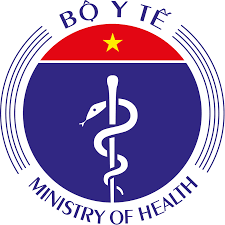 BỘ Y TẾ
MINISTRY OF HEALTH